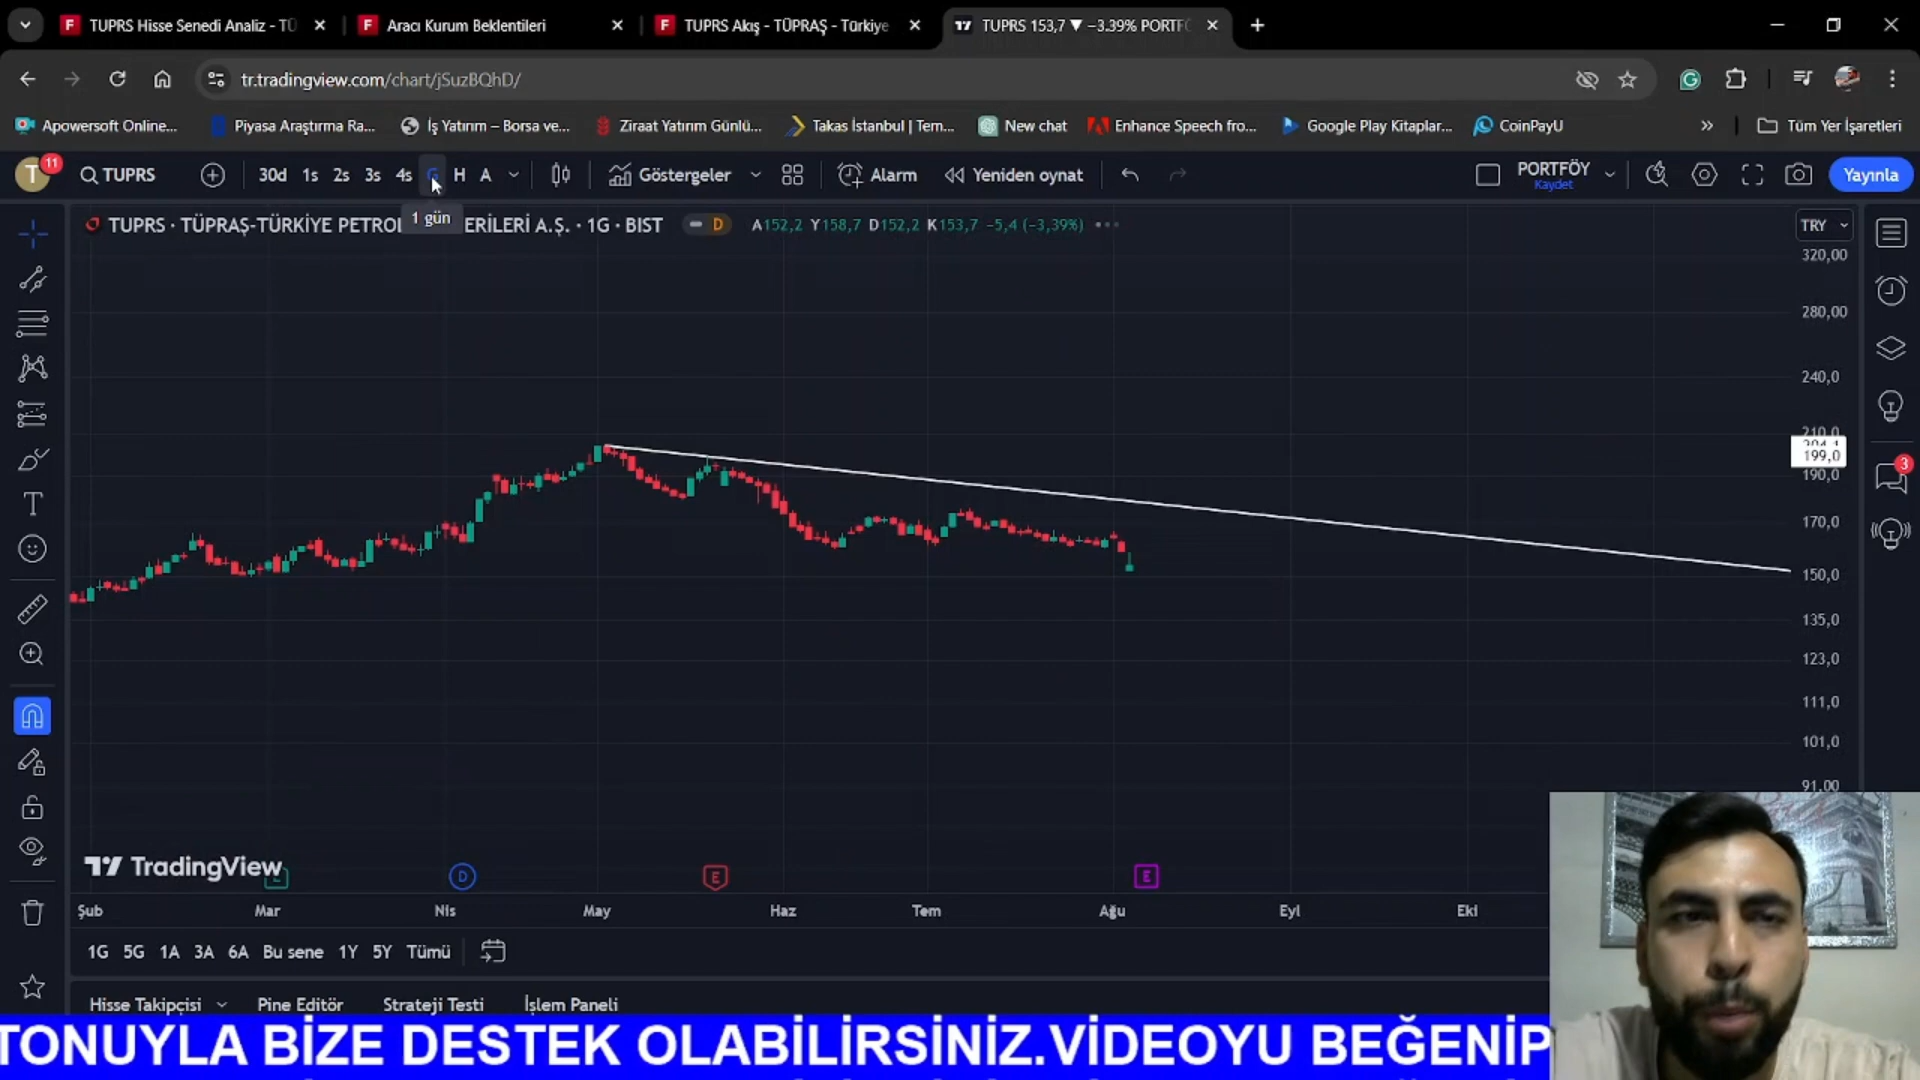 TUPRS Hisse Senedi Analiz - TÜ
Aracı Kurum Beklentileri
TUPRS Akış - TÜPRAŞ - Türkiye
TUPRS 153,7 ▼ −3.39% PORTFÖ
tr.tradingview.com/chart/jSuzBQhD/
Apowersoft Online...
Piyasa Araştırma Ra...
İş Yatırım – Borsa ve...
Ziraat Yatırım Günlü...
Takas İstanbul | Tem...
New chat
Enhance Speech fro...
Google Play Kitaplar...
CoinPayU
»
Tüm Yer İşaretleri
T 11
TUPRS
30d 1s 2s 3s 4s G H A
Göstergeler
Alarm
Yeniden oynat
PORTFÖY
Kaydet
Yayınla
1 gün
TUPRS · TÜPRAŞ-TÜRKİYE PETROL ERİLERİ A.Ş. · 1G · BIST
D
A152,2 Y158,7 D152,2 K153,7 −5,4 (−3,39%)
TRY
320,00
280,00
240,0
210,0
199,0
190,0
170,0
150,0
135,0
123,0
111,0
101,0
91,00
3
TradingView
D
E
E
Şub Mar Nis May Haz Tem Ağu Eyl Eki
1G 5G 1A 3A 6A Bu sene 1Y 5Y Tümü
Hisse Takipçisi Pine Editör Strateji Testi İşlem Paneli
TONUYLA BİZE DESTEK OLABİLİRSİNİZ.VİDEOYU BEĞENİP